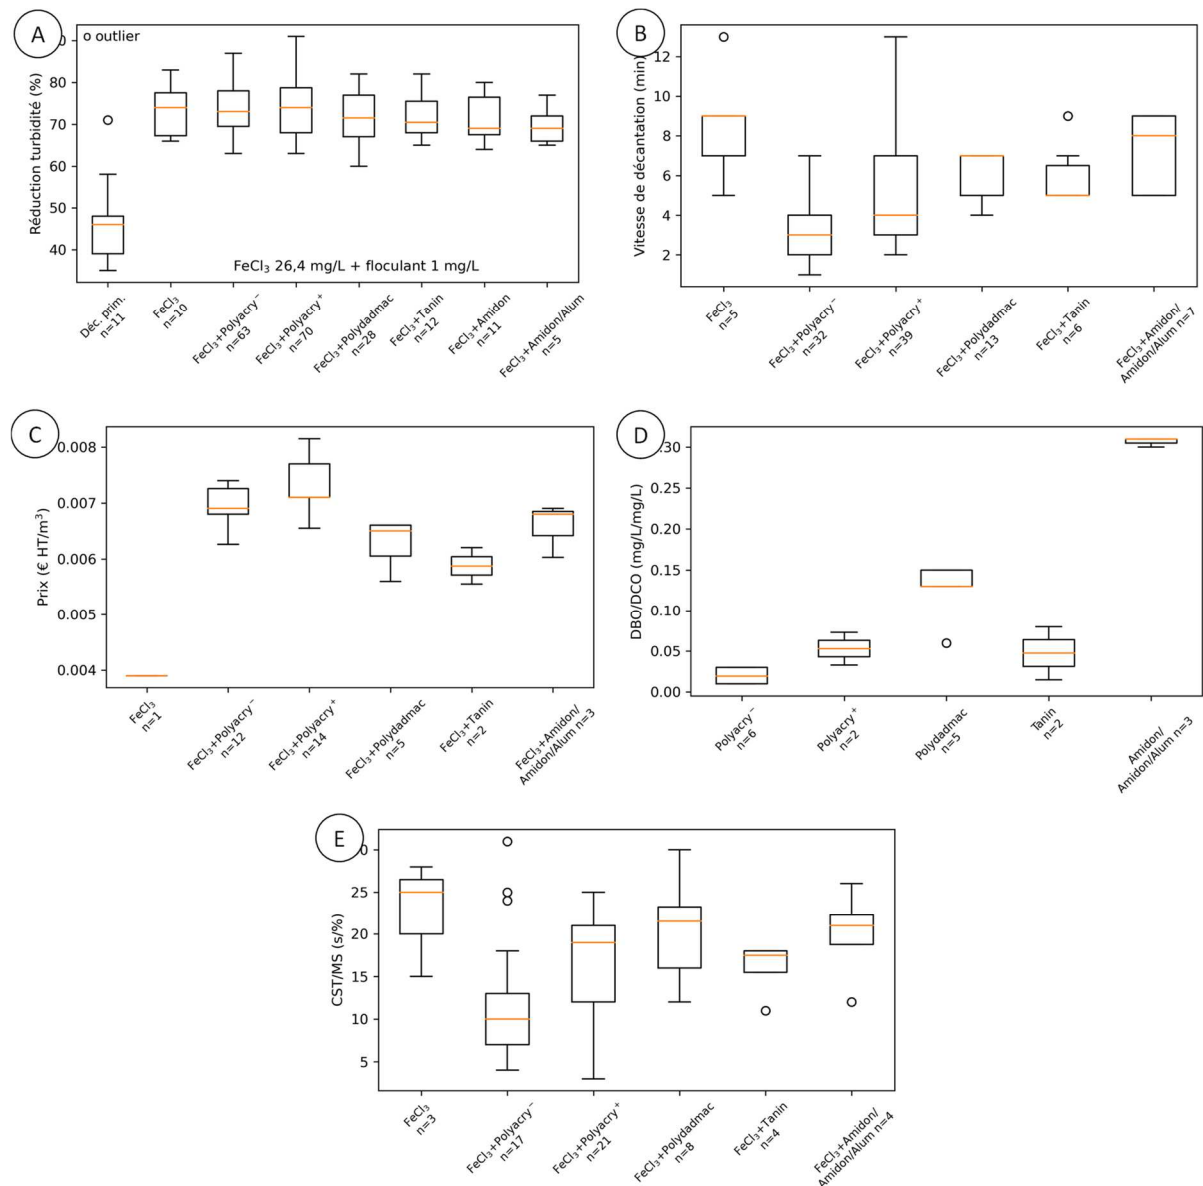 A
o outlier
Réduction turbidité (%)
0
80
70
60
50
40
FeCl₃ 26,4 mg/L + floculant 1 mg/L
Déc. prim.
n=11
FeCl₃
n=10
FeCl₃+Polyacry⁻
n=63
FeCl₃+Polyacry⁺
n=70
FeCl₃+Polydadmac
n=28
FeCl₃+Tanin
n=12
FeCl₃+Amidon
n=11
FeCl₃+Amidon/Alum
n=5
B
Vitesse de décantation (min)
12
10
8
6
4
2
FeCl₃
n=5
FeCl₃+Polyacry⁻
n=32
FeCl₃+Polyacry⁺
n=39
FeCl₃+Polydadmac
n=13
FeCl₃+Tanin
n=6
FeCl₃+Amidon/
Amidon/Alum n=7
C
Prix (€ HT/m³)
0.008
0.007
0.006
0.005
0.004
FeCl₃
n=1
FeCl₃+Polyacry⁻
n=12
FeCl₃+Polyacry⁺
n=14
FeCl₃+Polydadmac
n=5
FeCl₃+Tanin
n=2
FeCl₃+Amidon/
Amidon/Alum n=3
D
DBO/DCO (mg/L/mg/L)
.30
0.25
0.20
0.15
0.10
0.05
0.00
Polyacry⁻
n=6
Polyacry⁺
n=2
Polydadmac
n=5
Tanin
n=2
Amidon/
Amidon/Alum n=3
E
CST/MS (s/%)
0
25
20
15
10
5
FeCl₃
n=3
FeCl₃+Polyacry⁻
n=17
FeCl₃+Polyacry⁺
n=21
FeCl₃+Polydadmac
n=8
FeCl₃+Tanin
n=4
FeCl₃+Amidon/
Amidon/Alum n=4